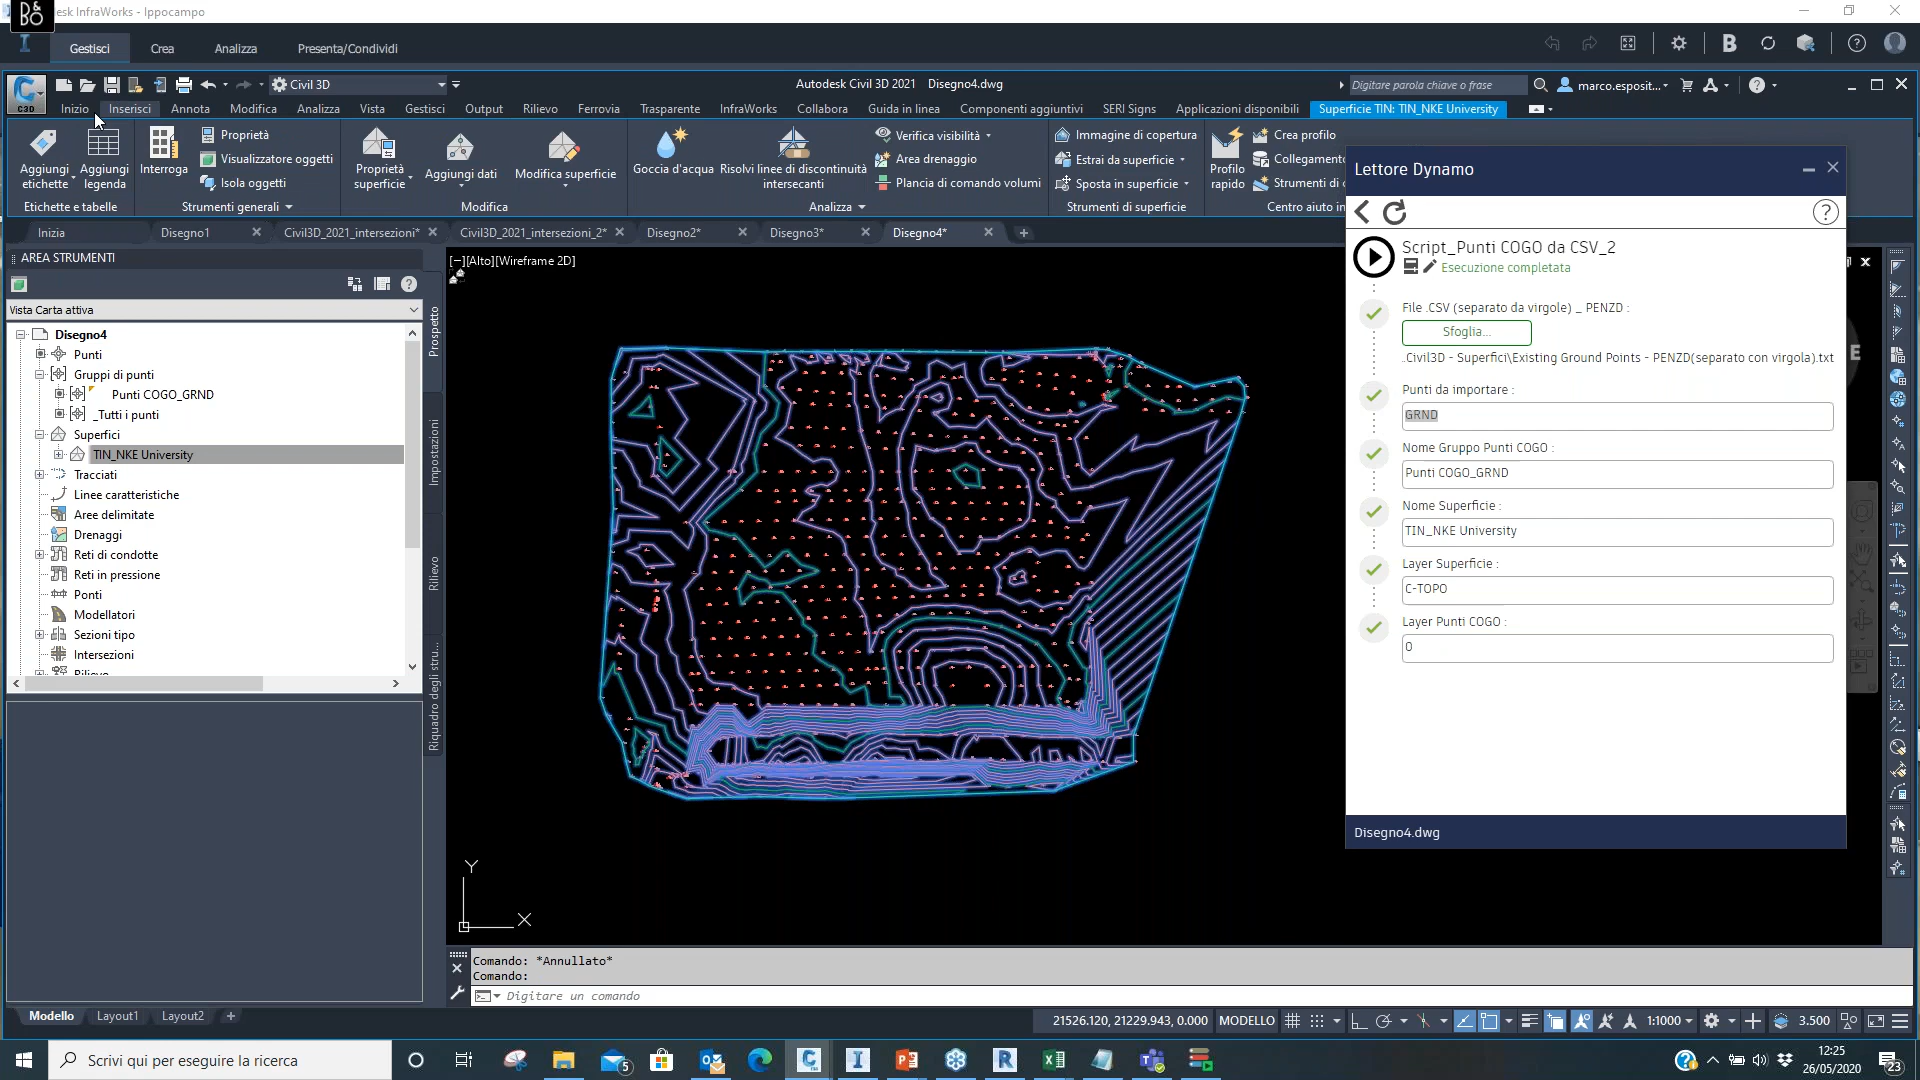 B&O
desk InfraWorks - Ippocampo
Gestisci
Crea
Analizza
Presenta/Condividi
C3D
Civil 3D
Autodesk Civil 3D 2021
Disegno4.dwg
Digitare parola chiave o frase
marco.esposit...
Inizio
Inserisci
Annota
Modifica
Analizza
Vista
Gestisci
Output
Rilievo
Ferrovia
Trasparente
InfraWorks
Collabora
Guida in linea
Componenti aggiuntivi
SERI Signs
Applicazioni disponibili
Superficie TIN: TIN_NKE University
Aggiungi etichette
Aggiungi legenda
Etichette e tabelle
Interroga
Proprietà
Visualizzatore oggetti
Isola oggetti
Strumenti generali
Proprietà superficie
Aggiungi dati
Modifica superficie
Modifica
Goccia d'acqua
Risolvi linee di discontinuità intersecanti
Verifica visibilità
Area drenaggio
Plancia di comando volumi
Analizza
Immagine di copertura
Estrai da superficie
Sposta in superficie
Strumenti di superficie
Profilo rapido
Crea profilo
Collegamento
Strumenti di
Centro aiuto in
Inizia
Disegno1
Civil3D_2021_intersezioni*
Civil3D_2021_intersezioni_2*
Disegno2*
Disegno3*
Disegno4*
AREA STRUMENTI
Vista Carta attiva
Disegno4
Punti
Gruppi di punti
Punti COGO_GRND
_Tutti i punti
Superfici
TIN_NKE University
Tracciati
Linee caratteristiche
Aree delimitate
Drenaggi
Reti di condotte
Reti in pressione
Ponti
Modellatori
Sezioni tipo
Intersezioni
Rilievo
Prospetto
Impostazioni
Rilievo
Riquadro degli stru...
[−][Alto][Wireframe 2D]
E
Y
X
Lettore Dynamo
Script_Punti COGO da CSV_2
Esecuzione completata
File .CSV (separato da virgole) _ PENZD :
Sfoglia...
..Civil3D - Superfici\Existing Ground Points - PENZD(separato con virgola).txt
Punti da importare :
GRND
Nome Gruppo Punti COGO :
Punti COGO_GRND
Nome Superficie :
TIN_NKE University
Layer Superficie :
C-TOPO
Layer Punti COGO :
0
Disegno4.dwg
Comando: *Annullato*
Comando:
Digitare un comando
Modello
Layout1
Layout2
21526.120, 21229.943, 0.000
MODELLO
1:1000
3.500
Scrivi qui per eseguire la ricerca
5
12:25
26/05/2020
23